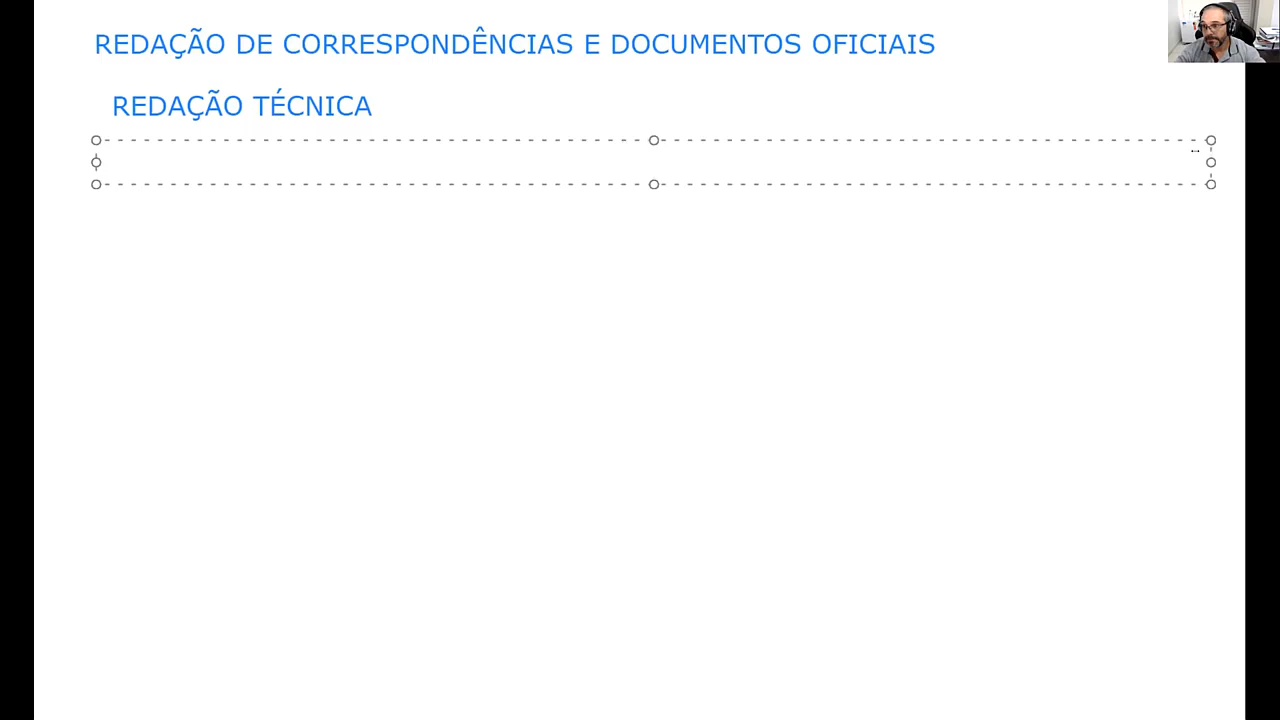 REDAÇÃO DE CORRESPONDÊNCIAS E DOCUMENTOS OFICIAIS
REDAÇÃO TÉCNICA